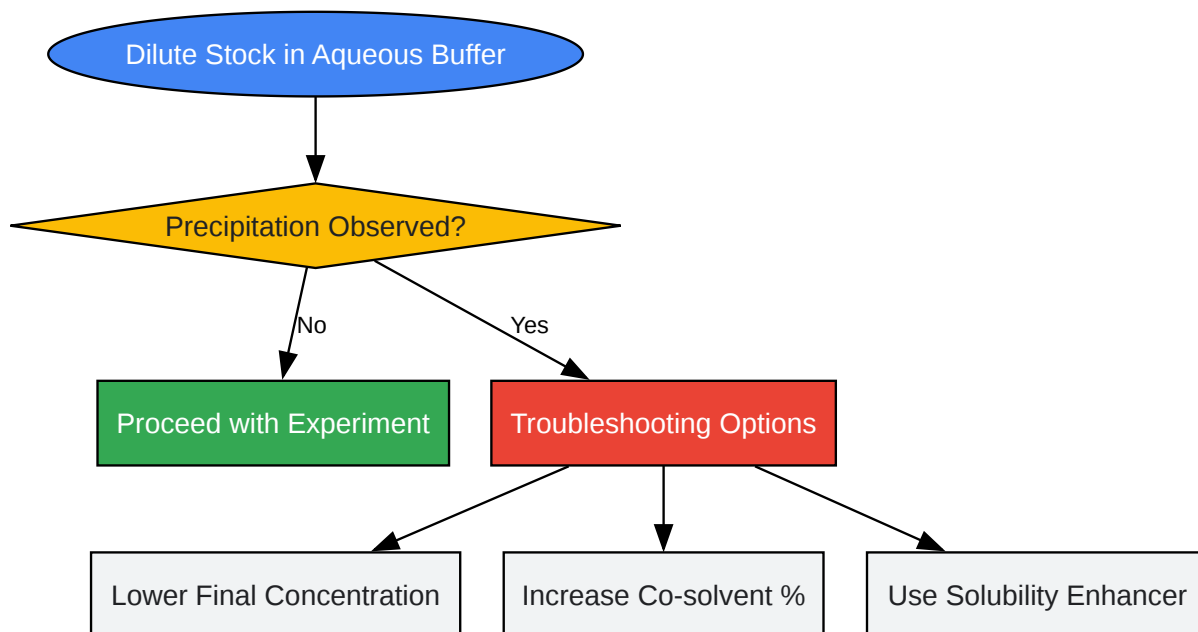 Dilute Stock in Aqueous Buffer
Precipitation Observed?
No
Yes
Proceed with Experiment
Troubleshooting Options
Lower Final Concentration
Increase Co-solvent %
Use Solubility Enhancer